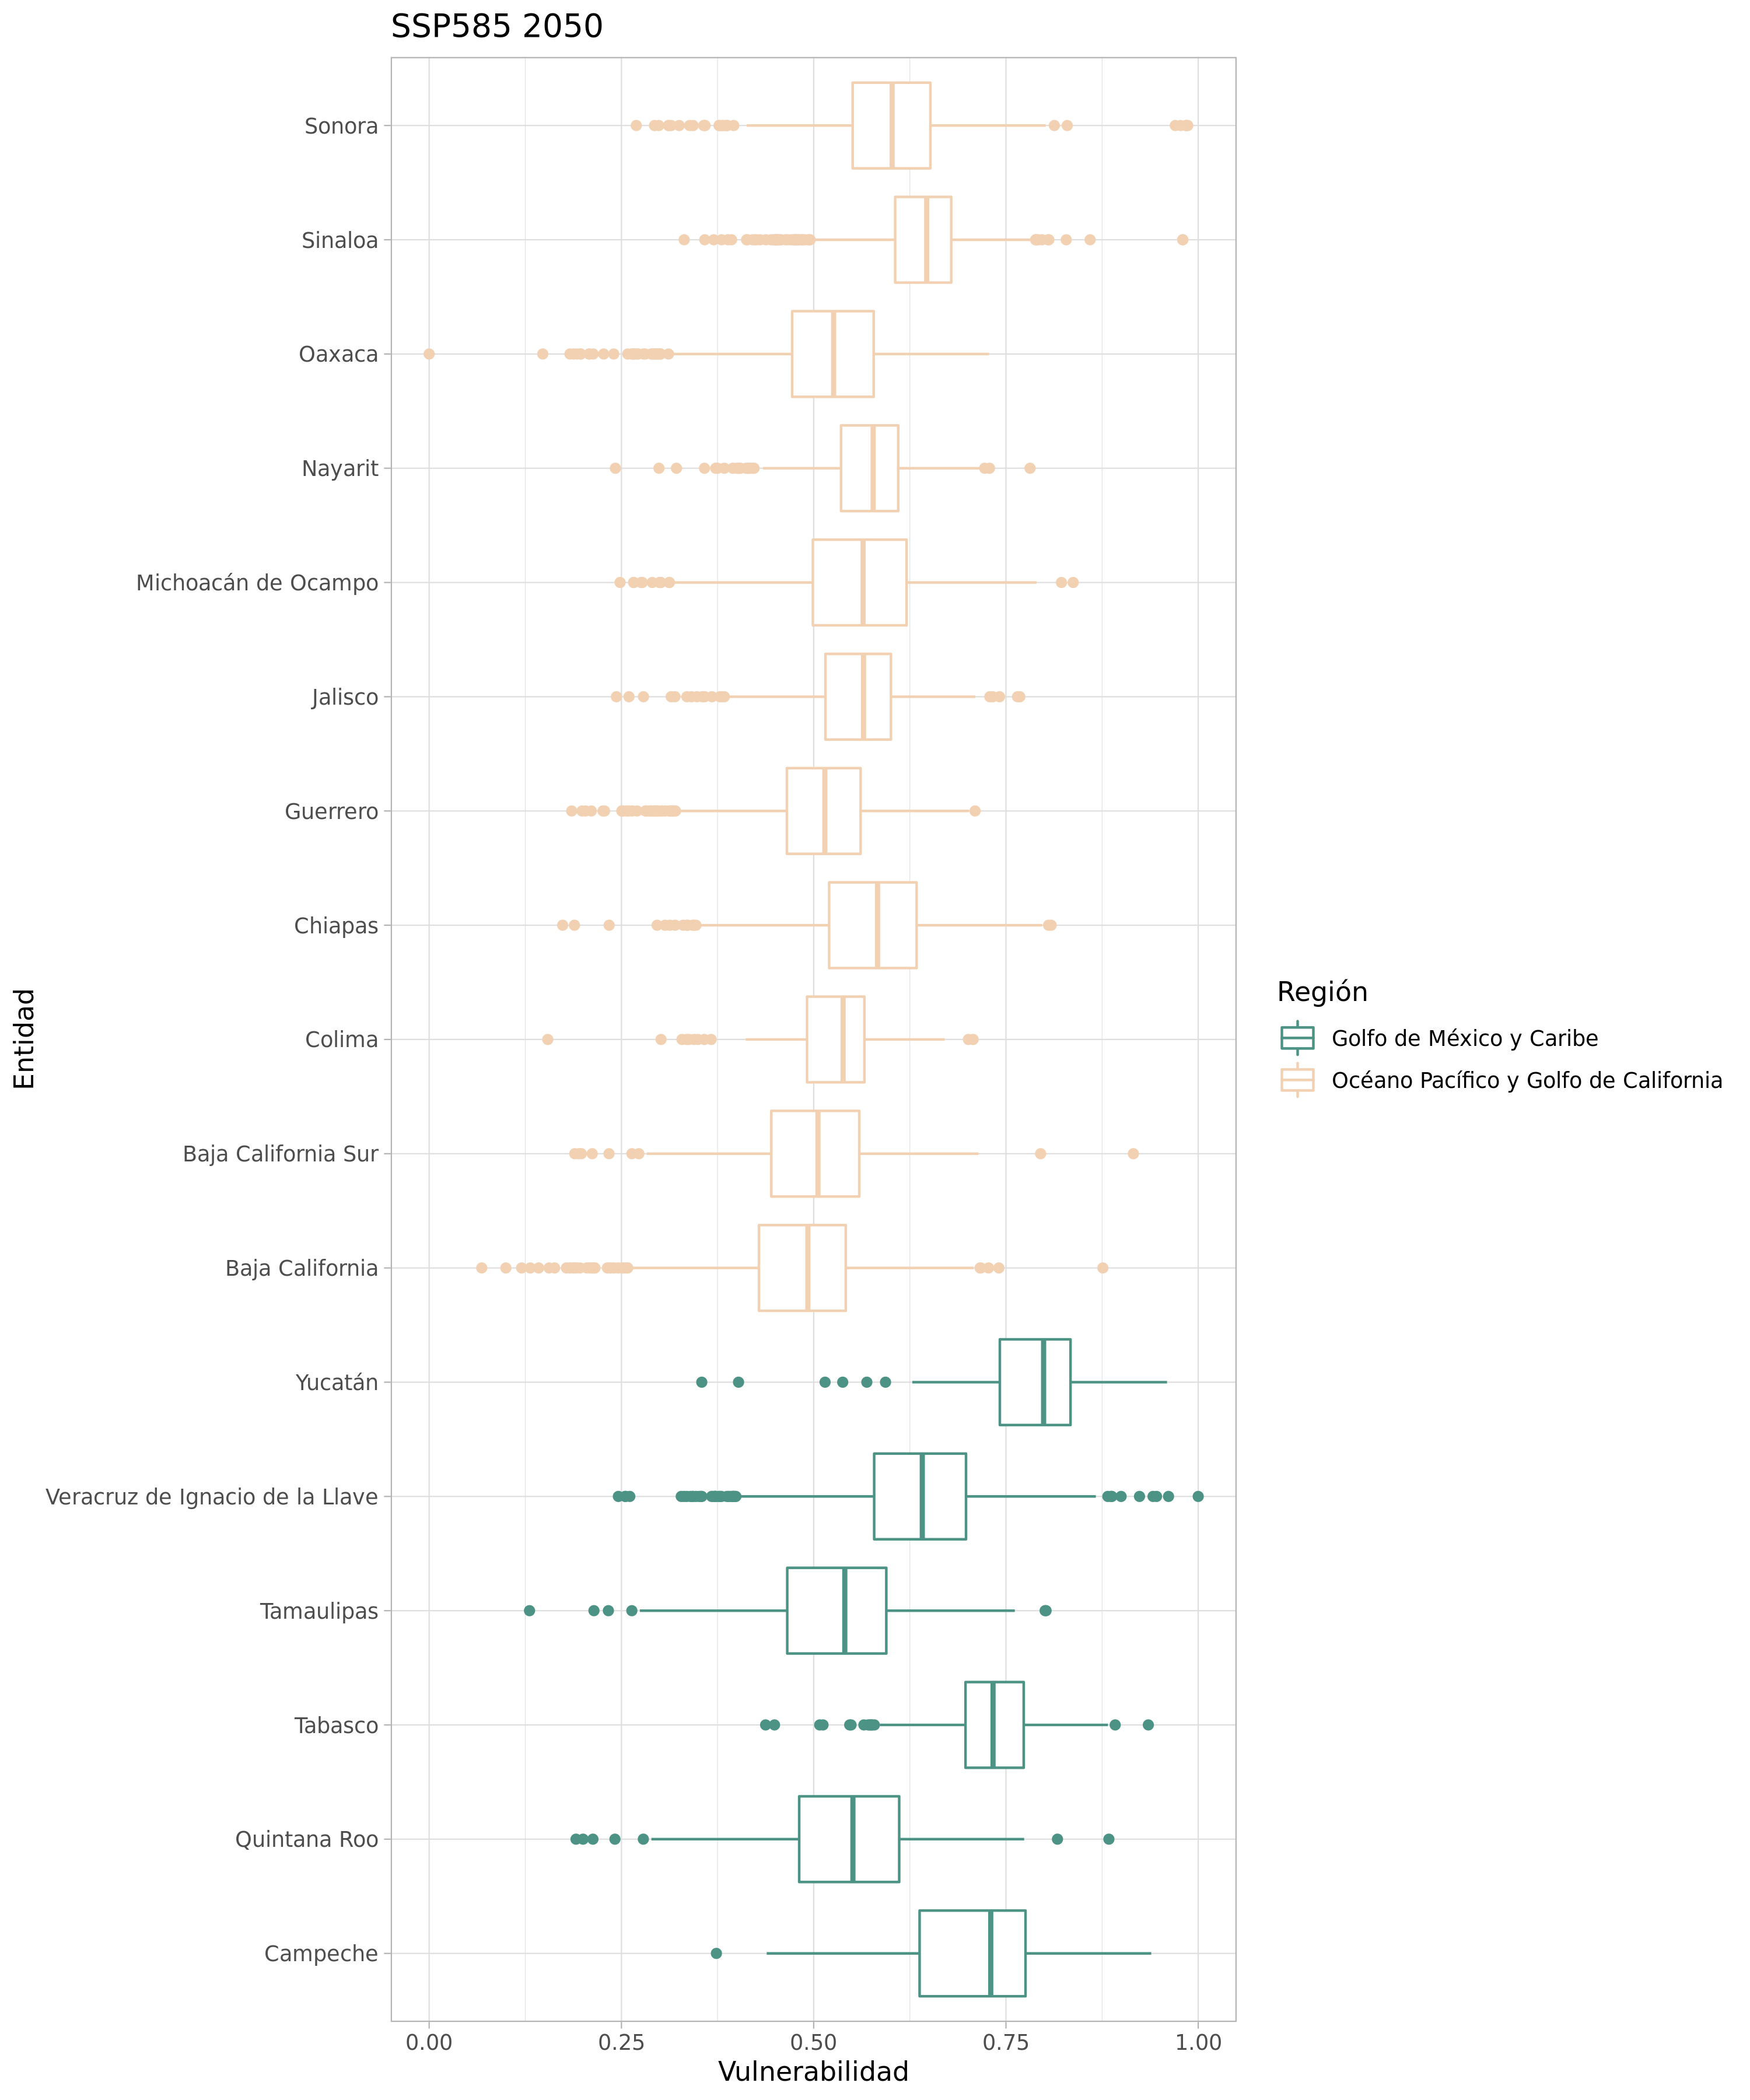 SSP585 2050
Sonora
Sinaloa
Oaxaca
Nayarit
Michoacán de Ocampo
Jalisco
Guerrero
Chiapas
Colima
Baja California Sur
Baja California
Yucatán
Veracruz de Ignacio de la Llave
Tamaulipas
Tabasco
Quintana Roo
Campeche
Entidad
0.00 0.25 0.50 0.75 1.00
Vulnerabilidad
Región
Golfo de México y Caribe
Océano Pacífico y Golfo de California